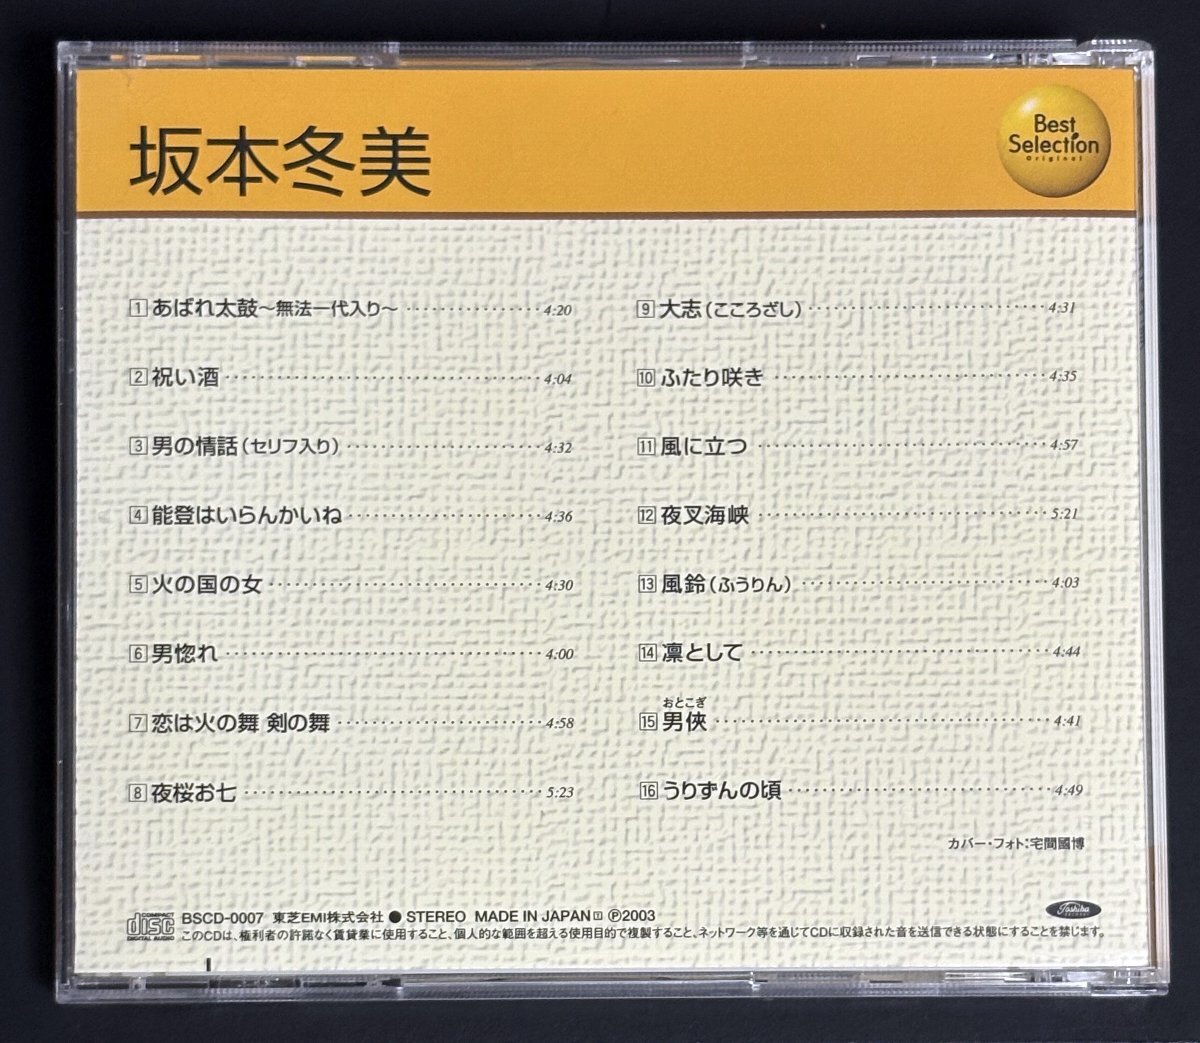 坂本冬美
Best
Selection
Original
1 あばれ太鼓～無法一代入り～ 4:20
2 祝い酒 4:04
3 男の情話(セリフ入り) 4:32
4 能登はいらんかいね 4:36
5 火の国の女 4:30
6 男惚れ 4:00
7 恋は火の舞 剣の舞 4:58
8 夜桜お七 5:23
9 大志(こころざし) 4:31
10 ふたり咲き 4:35
11 風に立つ 4:57
12 夜叉海峡 5:21
13 風鈴(ふうりん) 4:03
14 凛として 4:44
おとこぎ
15 男侠 4:41
16 うりずんの頃 4:49
カバー・フォト:宅間國博
COMPACT
disc
DIGITAL AUDIO
BSCD-0007 東芝EMI株式会社 ● STEREO MADE IN JAPAN ℗2003
Toshiba
RECORDS
このCDは、権利者の許諾なく賃貸業に使用すること、個人的な範囲を超える使用目的で複製すること、ネットワーク等を通じてCDに収録された音を送信できる状態にすることを禁じます。